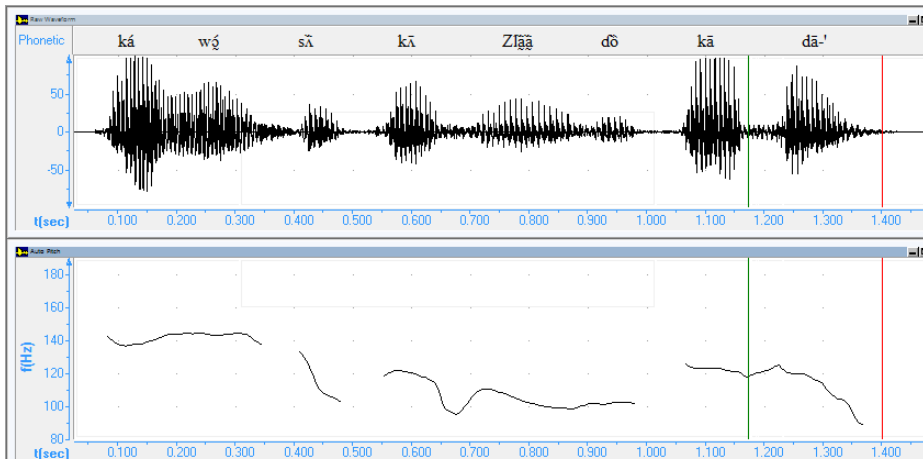 Raw Waveform
Phonetic ká kʌ̄ kā dā-'
50
0
-50
t(sec) 0.100 0.200 0.300 0.400 0.500 0.600 0.700 0.800 0.900 1.000 1.100 1.200 1.300 1.400
Auto Pitch
180
160
140
f(Hz)
120
100
80
t(sec) 0.100 0.200 0.300 0.400 0.500 0.600 0.700 0.800 0.900 1.000 1.100 1.200 1.300 1.400